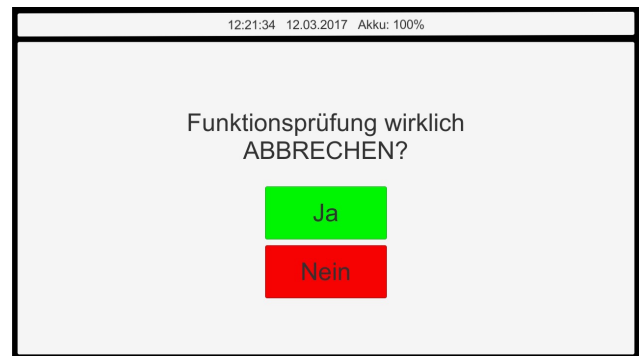 12:21:34 12.03.2017 Akku: 100%
Funktionsprüfung wirklich
ABBRECHEN?
Ja
Nein